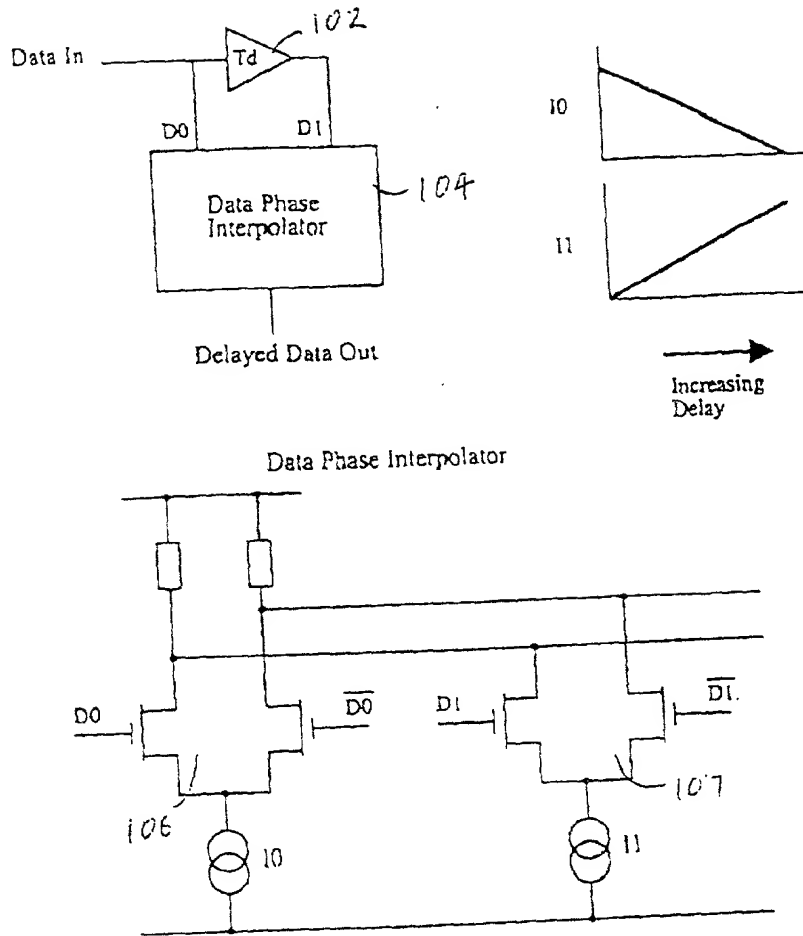 102
Data In
Td
D0
D1
I0
Data Phase
Interpolator
104
I1
Delayed Data Out
Increasing
Delay
Data Phase Interpolator
D0
D0
D1
D1.
106
107
I0
I1